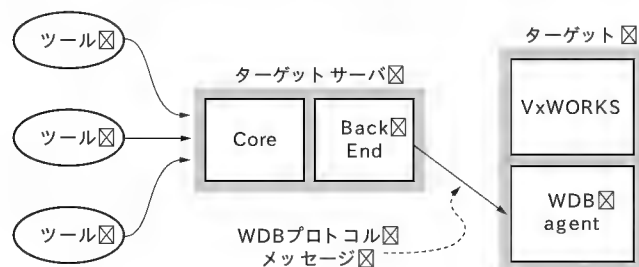 ツール
ターゲット
ターゲットサーバ
VxWORKS
ツール
Core
Back
End
WDB
agent
ツール
WDBプロトコル
メッセージ